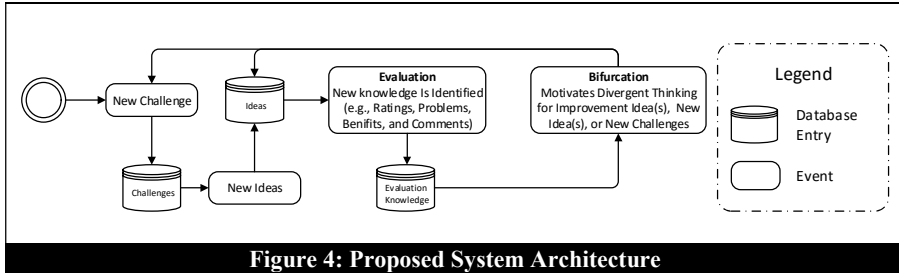 New Challenge
Challenges
New Ideas
Ideas
Evaluation
New knowledge Is Identified
(e.g., Ratings, Problems,
Benifits, and Comments)
Evaluation
Knowledge
Bifurcation
Motivates Divergent Thinking
for Improvement Idea(s), New
Idea(s), or New Challenges
Legend
Database
Entry
Event
Figure 4: Proposed System Architecture